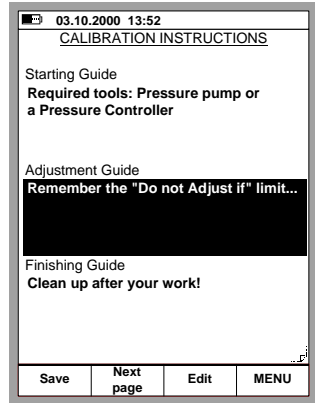 03.10.2000 13:52
CALIBRATION INSTRUCTIONS
Starting Guide
Required tools: Pressure pump or
a Pressure Controller
Adjustment Guide
Remember the "Do not Adjust if" limit...
Finishing Guide
Clean up after your work!
Save
Next
page
Edit
MENU